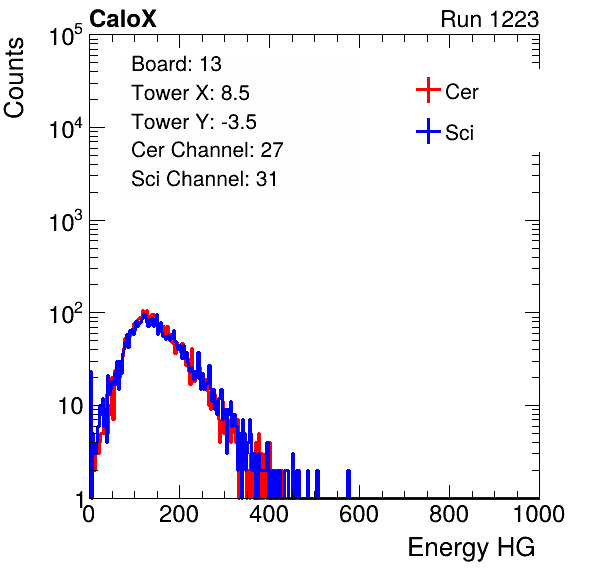 CaloX Run 1223
Counts
10^5
10^4
10^3
10^2
10
1
Board: 13
Tower X: 8.5
Tower Y: -3.5
Cer Channel: 27
Sci Channel: 31
Cer
Sci
0 200 400 600 800 1000
Energy HG